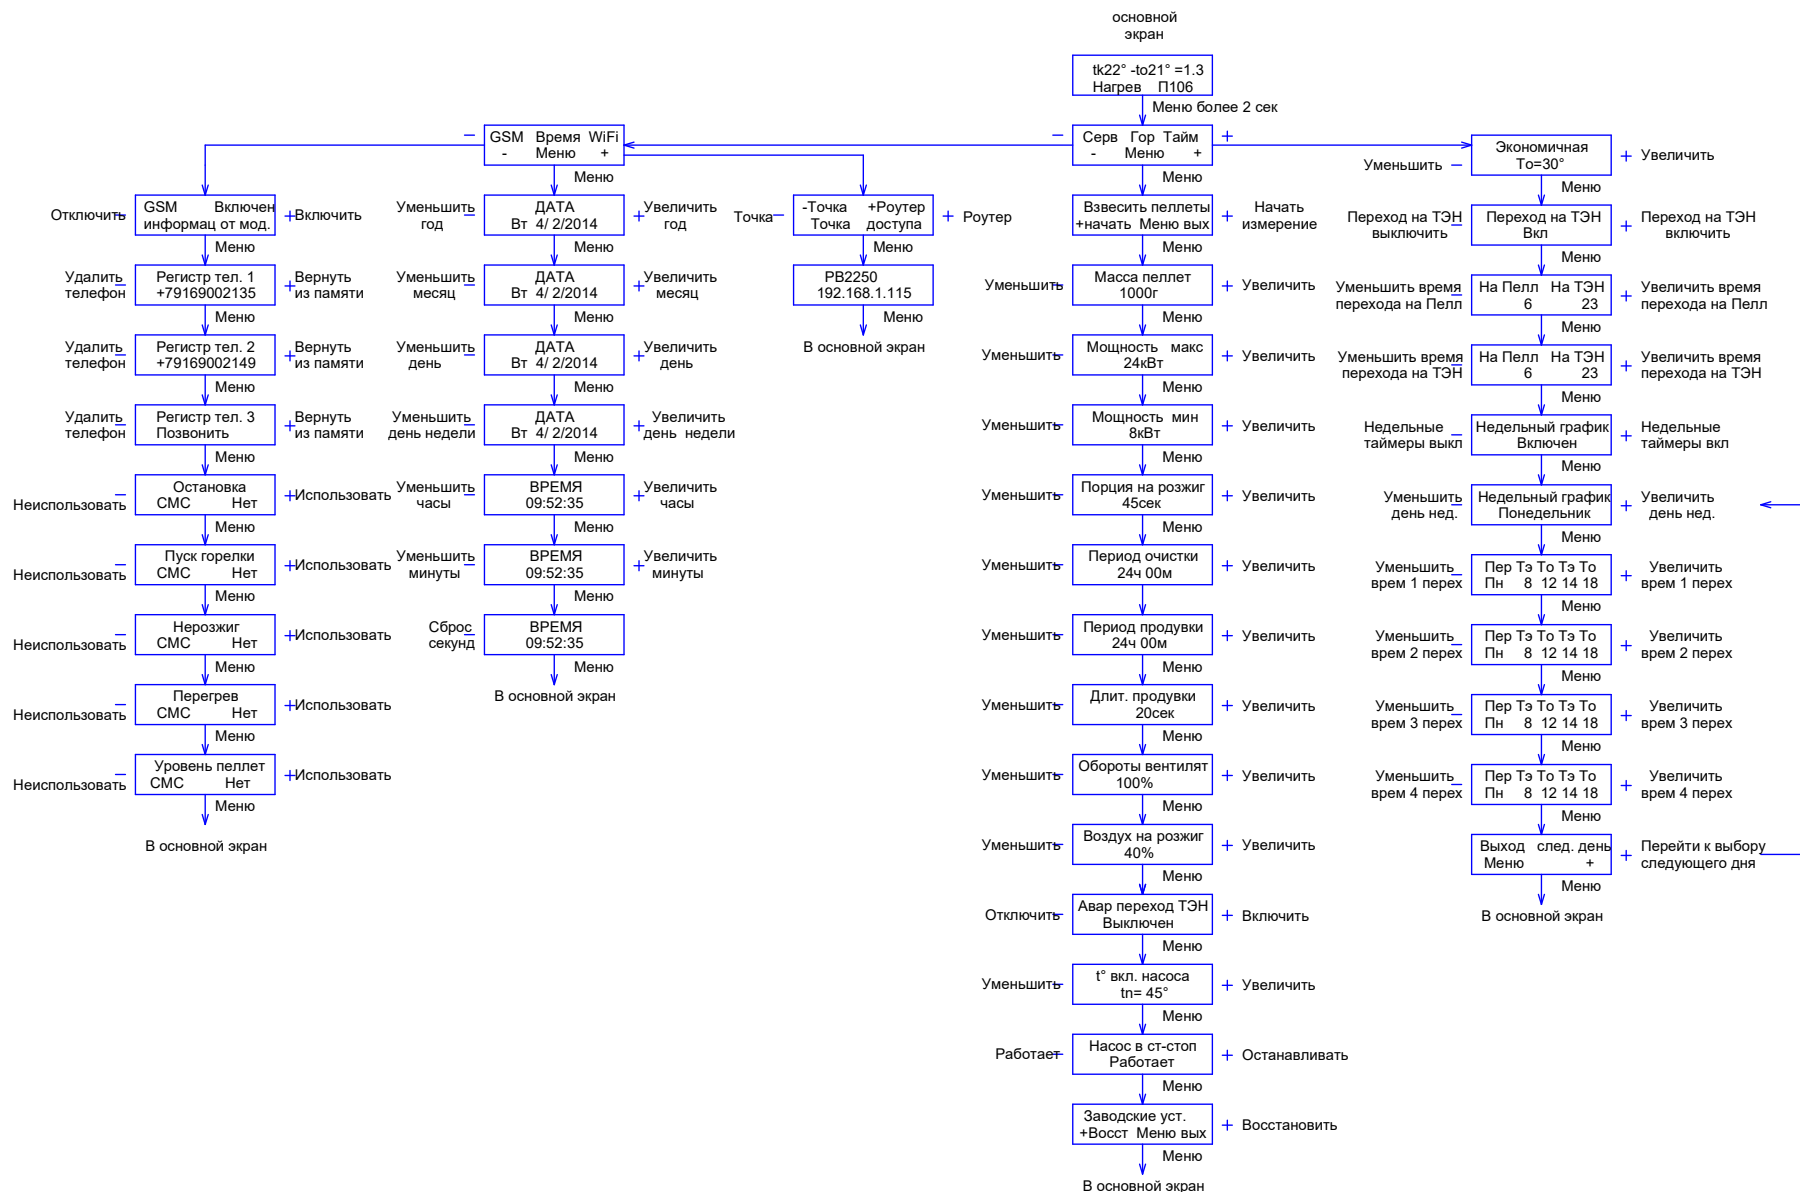 основной
экран
tk22° -to21° =1.3
Нагрев П106
Меню более 2 сек
− GSM Время WiFi
- Меню +
− Серв Гор Тайм +
- Меню +
Меню
Отключить − GSM Включен + Включить
информац от мод.
Меню
Удалить − Регистр тел. 1 + Вернуть
телефон +79169002135 из памяти
Меню
Удалить − Регистр тел. 2 + Вернуть
телефон +79169002149 из памяти
Меню
Удалить − Регистр тел. 3 + Вернуть
телефон Позвонить из памяти
Меню
Неиспользовать − Остановка + Использовать
СМС Нет
Меню
Неиспользовать − Пуск горелки + Использовать
СМС Нет
Меню
Неиспользовать − Нерозжиг + Использовать
СМС Нет
Меню
Неиспользовать − Перегрев + Использовать
СМС Нет
Меню
Неиспользовать − Уровень пеллет + Использовать
СМС Нет
Меню
В основной экран
Меню
Уменьшить − ДАТА + Увеличить
год Вт 4/ 2/2014 год
Меню
Уменьшить − ДАТА + Увеличить
месяц Вт 4/ 2/2014 месяц
Меню
Уменьшить − ДАТА + Увеличить
день Вт 4/ 2/2014 день
Меню
Уменьшить − ДАТА + Увеличить
день недели Вт 4/ 2/2014 день недели
Меню
Уменьшить − ВРЕМЯ + Увеличить
часы 09:52:35 часы
Меню
Уменьшить − ВРЕМЯ + Увеличить
минуты 09:52:35 минуты
Меню
Сброс − ВРЕМЯ
секунд 09:52:35
Меню
В основной экран
Точка − -Точка +Роутер + Роутер
Точка доступа
Меню
PB2250
192.168.1.115
Меню
В основной экран
Взвесить пеллеты + Начать
+начать Меню вых измерение
Меню
Уменьшить − Масса пеллет + Увеличить
1000г
Меню
Уменьшить − Мощность макс + Увеличить
24кВт
Меню
Уменьшить − Мощность мин + Увеличить
8кВт
Меню
Уменьшить − Порция на розжиг + Увеличить
45сек
Меню
Уменьшить − Период очистки + Увеличить
24ч 00м
Меню
Уменьшить − Период продувки + Увеличить
24ч 00м
Меню
Уменьшить − Длит. продувки + Увеличить
20сек
Меню
Уменьшить − Обороты вентилят + Увеличить
100%
Меню
Уменьшить − Воздух на розжиг + Увеличить
40%
Меню
Отключить − Авар переход ТЭН + Включить
Выключен
Меню
Уменьшить − t° вкл. насоса + Увеличить
tn= 45°
Меню
Работает − Насос в ст-стоп + Останавливать
Работает
Меню
Заводские уст. + Восстановить
+Восст Меню вых
Меню
В основной экран
Уменьшить − Экономичная + Увеличить
То=30°
Меню
Переход на ТЭН − Переход на ТЭН + Переход на ТЭН
выключить Вкл включить
Меню
Уменьшить время − На Пелл На ТЭН + Увеличить время
перехода на Пелл 6 23 перехода на Пелл
Меню
Уменьшить время − На Пелл На ТЭН + Увеличить время
перехода на ТЭН 6 23 перехода на ТЭН
Меню
Недельные − Недельный график + Недельные
таймеры выкл Включен таймеры вкл
Меню
Уменьшить − Недельный график + Увеличить
день нед. Понедельник день нед.
Меню
Уменьшить − Пер Тэ То Тэ То + Увеличить
врем 1 перех Пн 8 12 14 18 врем 1 перех
Меню
Уменьшить − Пер Тэ То Тэ То + Увеличить
врем 2 перех Пн 8 12 14 18 врем 2 перех
Меню
Уменьшить − Пер Тэ То Тэ То + Увеличить
врем 3 перех Пн 8 12 14 18 врем 3 перех
Меню
Уменьшить − Пер Тэ То Тэ То + Увеличить
врем 4 перех Пн 8 12 14 18 врем 4 перех
Меню
Выход след. день + Перейти к выбору
Меню + следующего дня
Меню
В основной экран